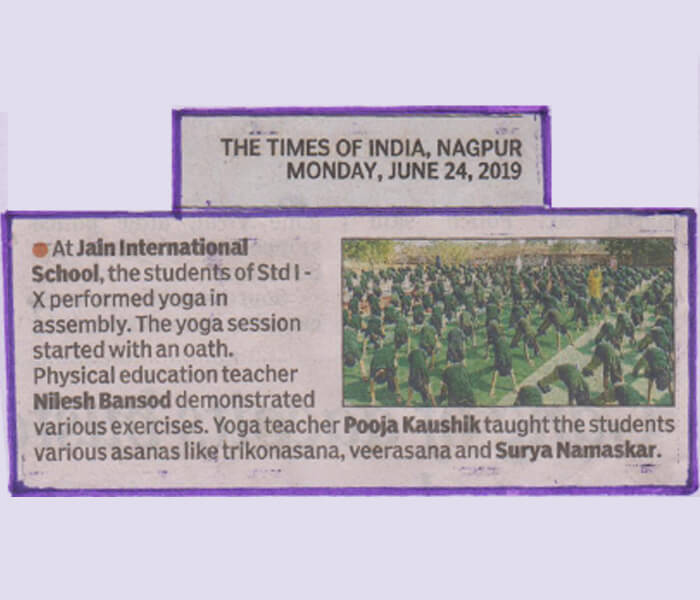 THE TIMES OF INDIA, NAGPUR
MONDAY, JUNE 24, 2019
At Jain International
School, the students of Std I -
X performed yoga in
assembly. The yoga session
started with an oath.
Physical education teacher
Nilesh Bansod demonstrated
various exercises. Yoga teacher Pooja Kaushik taught the students
various asanas like trikonasana, veerasana and Surya Namaskar.